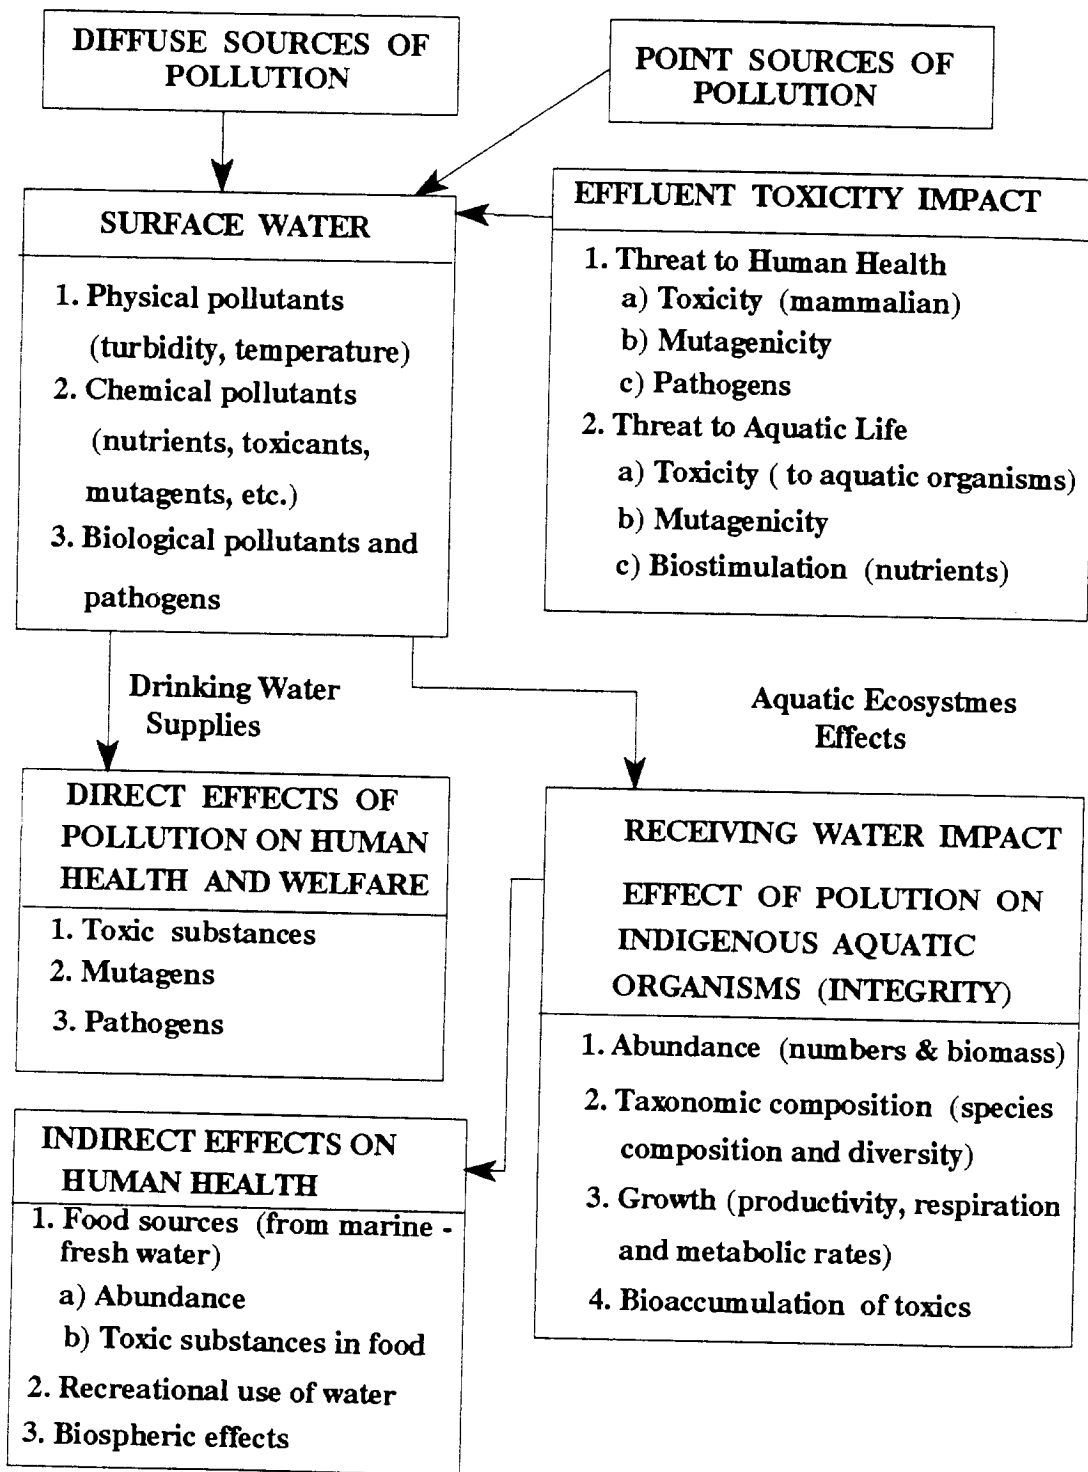 DIFFUSE SOURCES OF
POLLUTION
POINT SOURCES OF
POLLUTION
SURFACE WATER
1. Physical pollutants
(turbidity, temperature)
2. Chemical pollutants
(nutrients, toxicants,
mutagents, etc.)
3. Biological pollutants and
pathogens
EFFLUENT TOXICITY IMPACT
1. Threat to Human Health
a) Toxicity (mammalian)
b) Mutagenicity
c) Pathogens
2. Threat to Aquatic Life
a) Toxicity ( to aquatic organisms)
b) Mutagenicity
c) Biostimulation (nutrients)
Drinking Water
Supplies
Aquatic Ecosystmes
Effects
DIRECT EFFECTS OF
POLLUTION ON HUMAN
HEALTH AND WELFARE
1. Toxic substances
2. Mutagens
3. Pathogens
RECEIVING WATER IMPACT
EFFECT OF POLUTION ON
INDIGENOUS AQUATIC
ORGANISMS (INTEGRITY)
1. Abundance (numbers & biomass)
2. Taxonomic composition (species
composition and diversity)
3. Growth (productivity, respiration
and metabolic rates)
4. Bioaccumulation of toxics
INDIRECT EFFECTS ON
HUMAN HEALTH
1. Food sources (from marine -
fresh water)
a) Abundance
b) Toxic substances in food
2. Recreational use of water
3. Biospheric effects